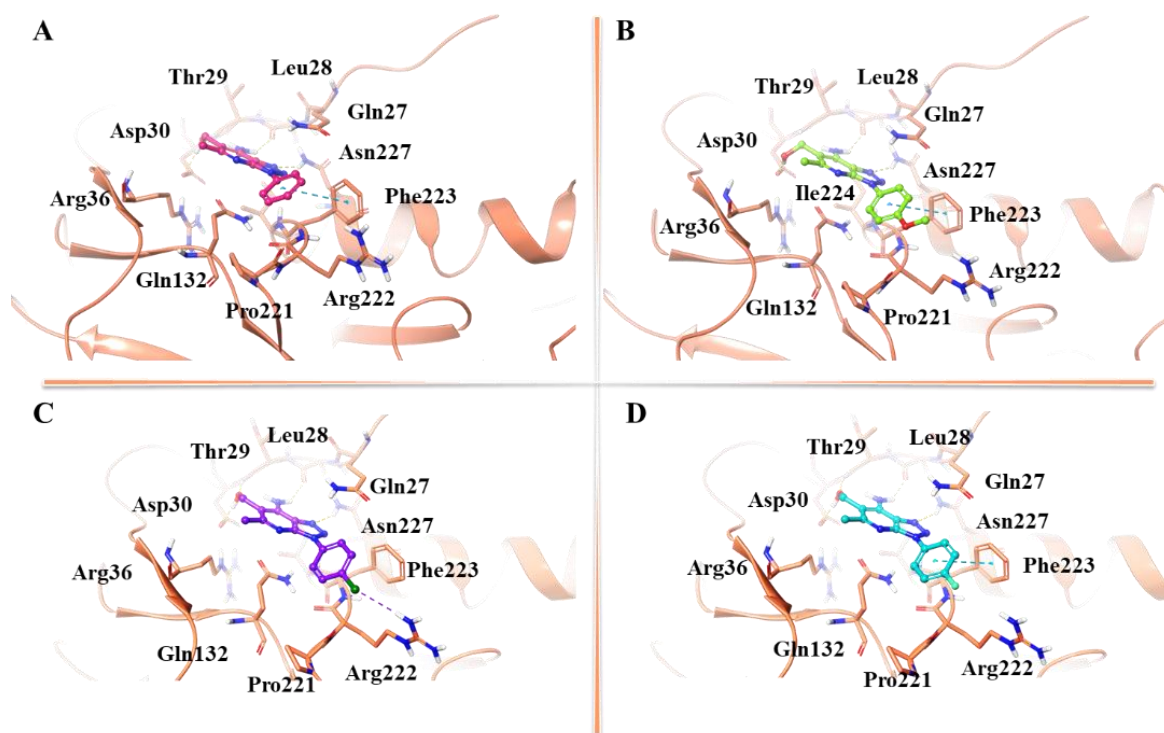 A
Leu28
Thr29
Gln27
Asp30
Asn227
Arg36
Phe223
Gln132
Arg222
Pro221
B
Leu28
Thr29
Gln27
Asp30
Asn227
Ile224
Arg36
Phe223
Arg222
Gln132
Pro221
C
Leu28
Thr29
Gln27
Asp30
Asn227
Arg36
Phe223
Gln132
Arg222
Pro221
D
Leu28
Thr29
Gln27
Asp30
Asn227
Arg36
Phe223
Gln132
Arg222
Pro221